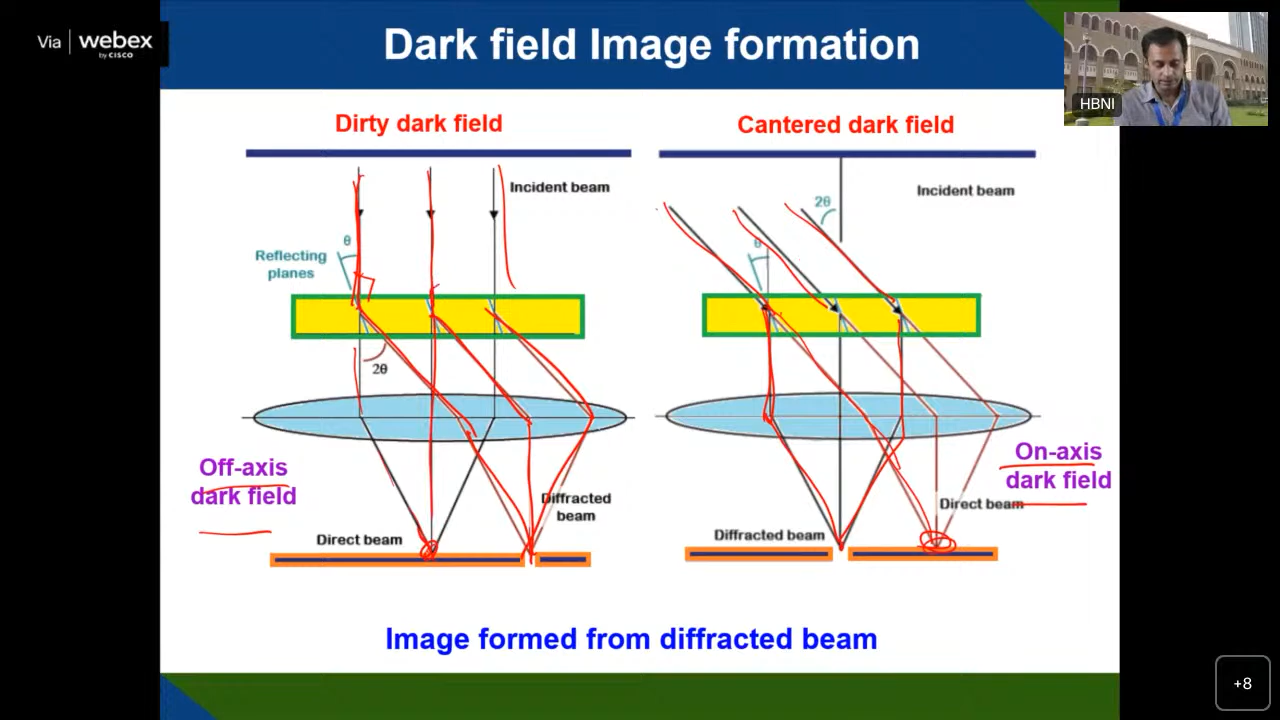 Via | webex
by CISCO
Dark field Image formation
HBNI
Dirty dark field
Incident beam
θ
Reflecting
planes
2θ
Off-axis
dark field
Direct beam
Diffracted
beam
Cantered dark field
2θ
Incident beam
θ
On-axis
dark field
Direct beam
Diffracted beam
Image formed from diffracted beam
+8